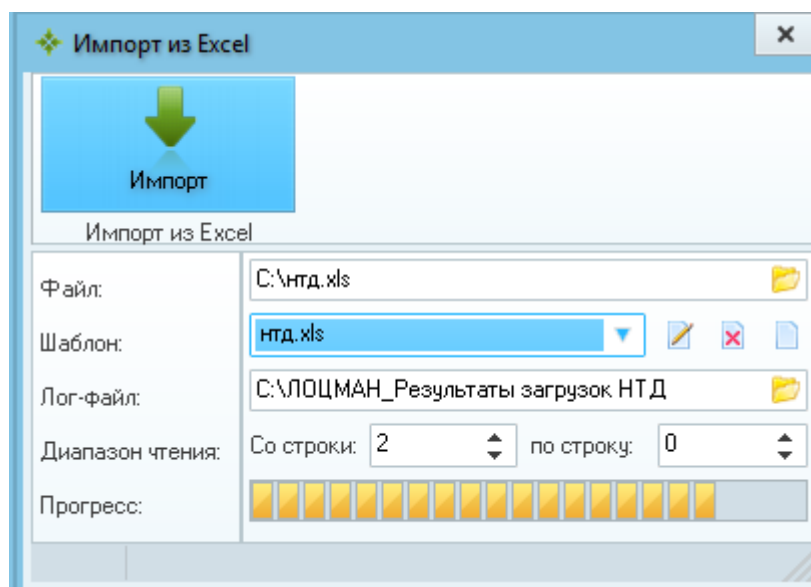 Импорт из Excel
Импорт
Импорт из Excel
Файл: C:\нтд.xls
Шаблон: нтд.xls
Лог-файл: C:\ЛОЦМАН_Результаты загрузок НТД
Диапазон чтения: Со строки: 2 по строку: 0
Прогресс: